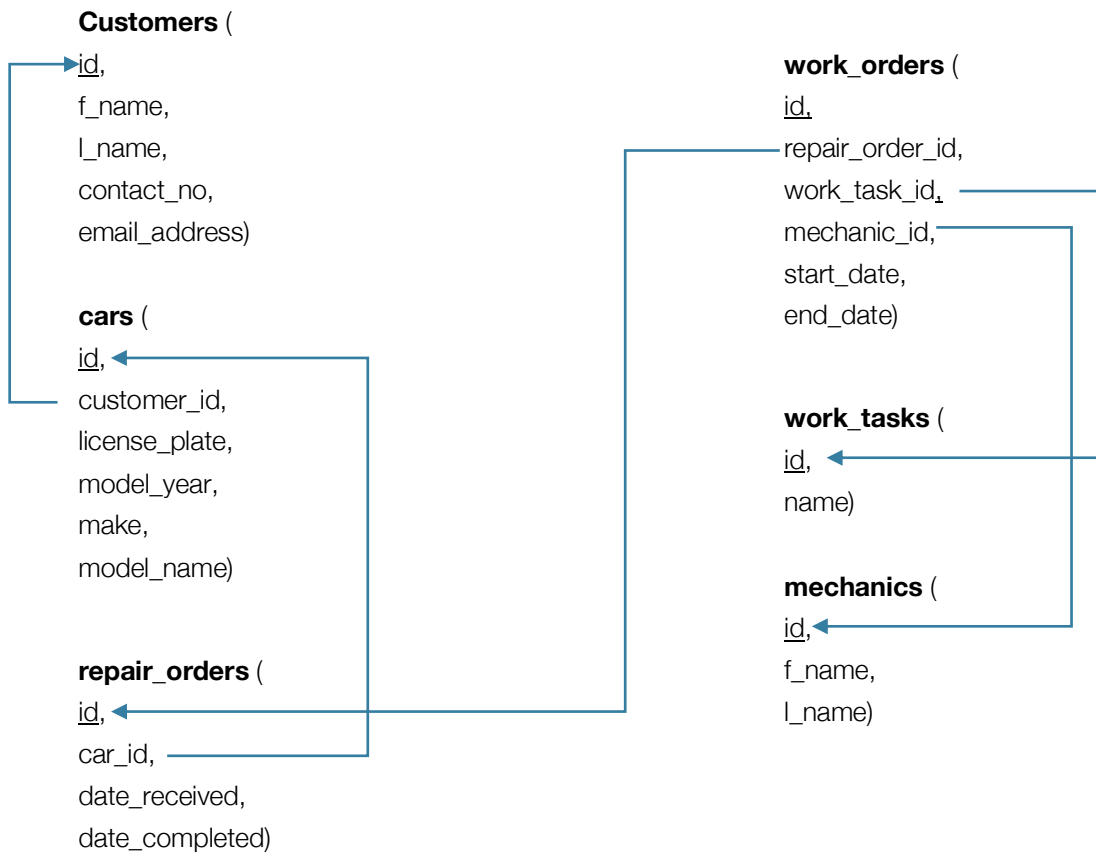 Customers (
id,
f_name,
l_name,
contact_no,
email_address)
cars (
id,
customer_id,
license_plate,
model_year,
make,
model_name)
repair_orders (
id,
car_id,
date_received,
date_completed)
work_orders (
id,
repair_order_id,
work_task_id,
mechanic_id,
start_date,
end_date)
work_tasks (
id,
name)
mechanics (
id,
f_name,
l_name)